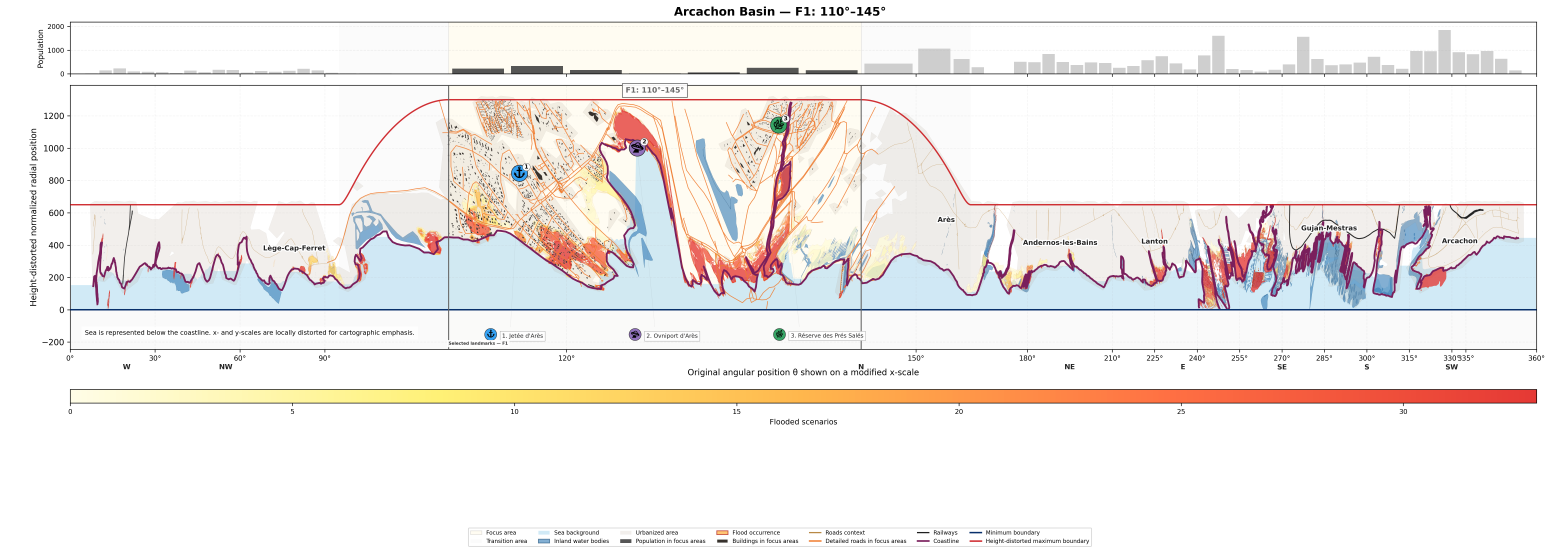 Arcachon Basin — F1: 110°–145°
Population
2000
1000
0
F1: 110°–145°
Height-distorted normalized radial position
1200
1000
800
600
400
200
0
−200
1
2
3
Lège-Cap-Ferret
Arès
Andernos-les-Bains
Lanton
Gujan-Mestras
Arcachon
Sea is represented below the coastline. x- and y-scales are locally distorted for cartographic emphasis.
1. Jetée d'Arès
2. Ovniport d'Arès
3. Réserve des Prés Salés
Selected landmarks — F1
0° 30° 60° 90° 120° 150° 180° 210° 225° 240° 255° 270° 285° 300° 315° 330° 335° 360°
W NW N NE E SE S SW
Original angular position θ shown on a modified x-scale
0 5 10 15 20 25 30
Flooded scenarios
Focus area Sea background Urbanized area Flood occurrence Roads context Railways Minimum boundary
Transition area Inland water bodies Population in focus areas Buildings in focus areas Detailed roads in focus areas Coastline Height-distorted maximum boundary